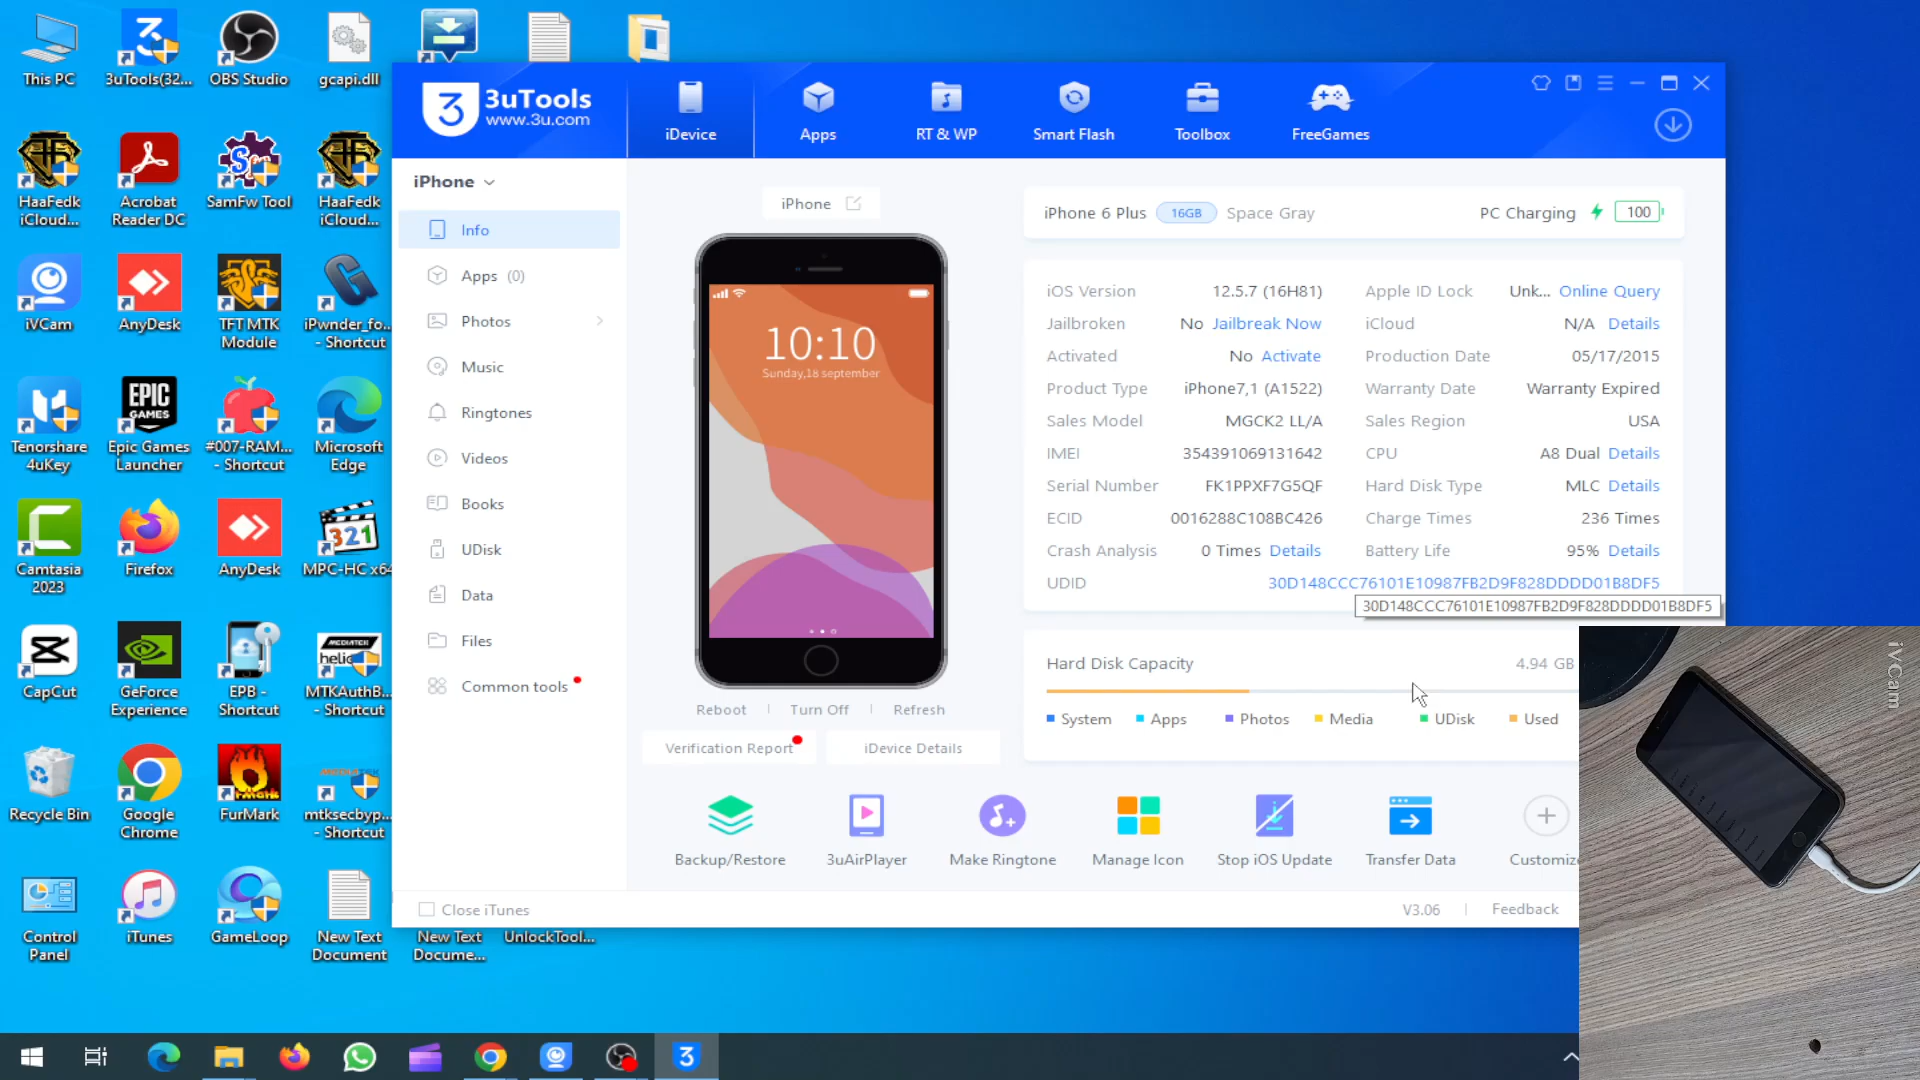 This PC
3uTools(32...
OBS Studio
gcapi.dll
HaaFedk
iCloud...
Acrobat
Reader DC
SamFw Tool
HaaFedk
iCloud...
iVCam
AnyDesk
TFT MTK
Module
iPwnder_fo...
- Shortcut
Tenorshare
4uKey
Epic Games
Launcher
#007-RAM...
- Shortcut
Microsoft
Edge
Camtasia
2023
Firefox
AnyDesk
MPC-HC x64
CapCut
GeForce
Experience
EPB -
Shortcut
MTKAuthB...
- Shortcut
Recycle Bin
Google
Chrome
FurMark
mtksecbyp...
- Shortcut
Control
Panel
iTunes
GameLoop
New Text
Document
New Text
Docume...
UnlockTool...
3uTools
www.3u.com
iDevice
Apps
RT & WP
Smart Flash
Toolbox
FreeGames
iPhone
Info
Apps (0)
Photos
Music
Ringtones
Videos
Books
UDisk
Data
Files
Common tools
iPhone
10:10
Sunday,18 september
Reboot
Turn Off
Refresh
Verification Report
iDevice Details
iPhone 6 Plus 16GB Space Gray PC Charging 100
iOS Version 12.5.7 (16H81) Apple ID Lock Unk... Online Query
Jailbroken No Jailbreak Now iCloud N/A Details
Activated No Activate Production Date 05/17/2015
Product Type iPhone7,1 (A1522) Warranty Date Warranty Expired
Sales Model MGCK2 LL/A Sales Region USA
IMEI 354391069131642 CPU A8 Dual Details
Serial Number FK1PPXF7G5QF Hard Disk Type MLC Details
ECID 0016288C108BC426 Charge Times 236 Times
Crash Analysis 0 Times Details Battery Life 95% Details
UDID 30D148CCC76101E10987FB2D9F828DDDD01B8DF5
30D148CCC76101E10987FB2D9F828DDDD01B8DF5
Hard Disk Capacity 4.94 GB
System Apps Photos Media UDisk Used
Backup/Restore
3uAirPlayer
Make Ringtone
Manage Icon
Stop iOS Update
Transfer Data
Customize
Close iTunes
V3.06
Feedback
iVCam